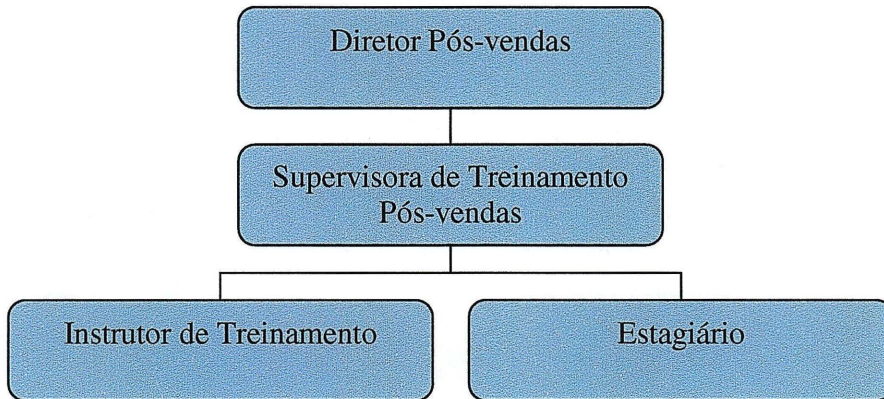 Diretor Pós-vendas
Supervisora de Treinamento
Pós-vendas
Instrutor de Treinamento
Estagiário